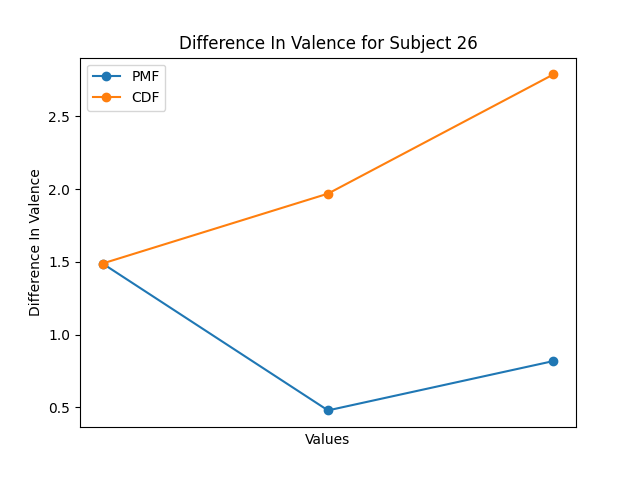 Difference In Valence for Subject 26
PMF
CDF
2.5
2.0
1.5
1.0
0.5
Difference In Valence
Values